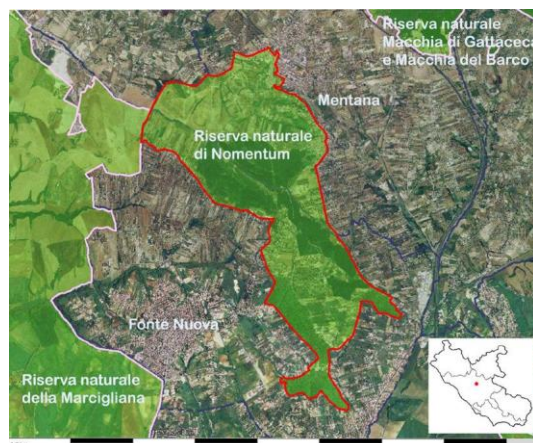 Riserva naturale
Macchia di Gattaceca
e Macchia del Barco
Mentana
Riserva naturale
di Nomentum
Fonte Nuova
Riserva naturale
della Marcigliana